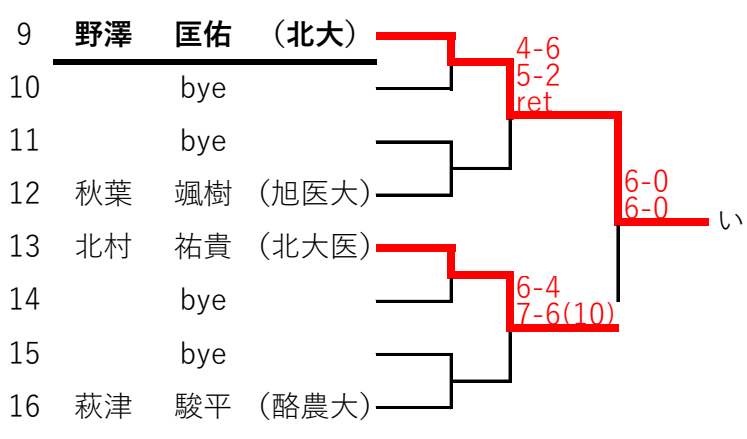 9 野澤 匡佑 （北大）
4-6
5-2
ret
10 bye
11 bye
12 秋葉 颯樹 （旭医大）
6-0
6-0
い
13 北村 祐貴 （北大医）
14 bye
6-4
7-6(10)
15 bye
16 萩津 駿平 （酪農大）